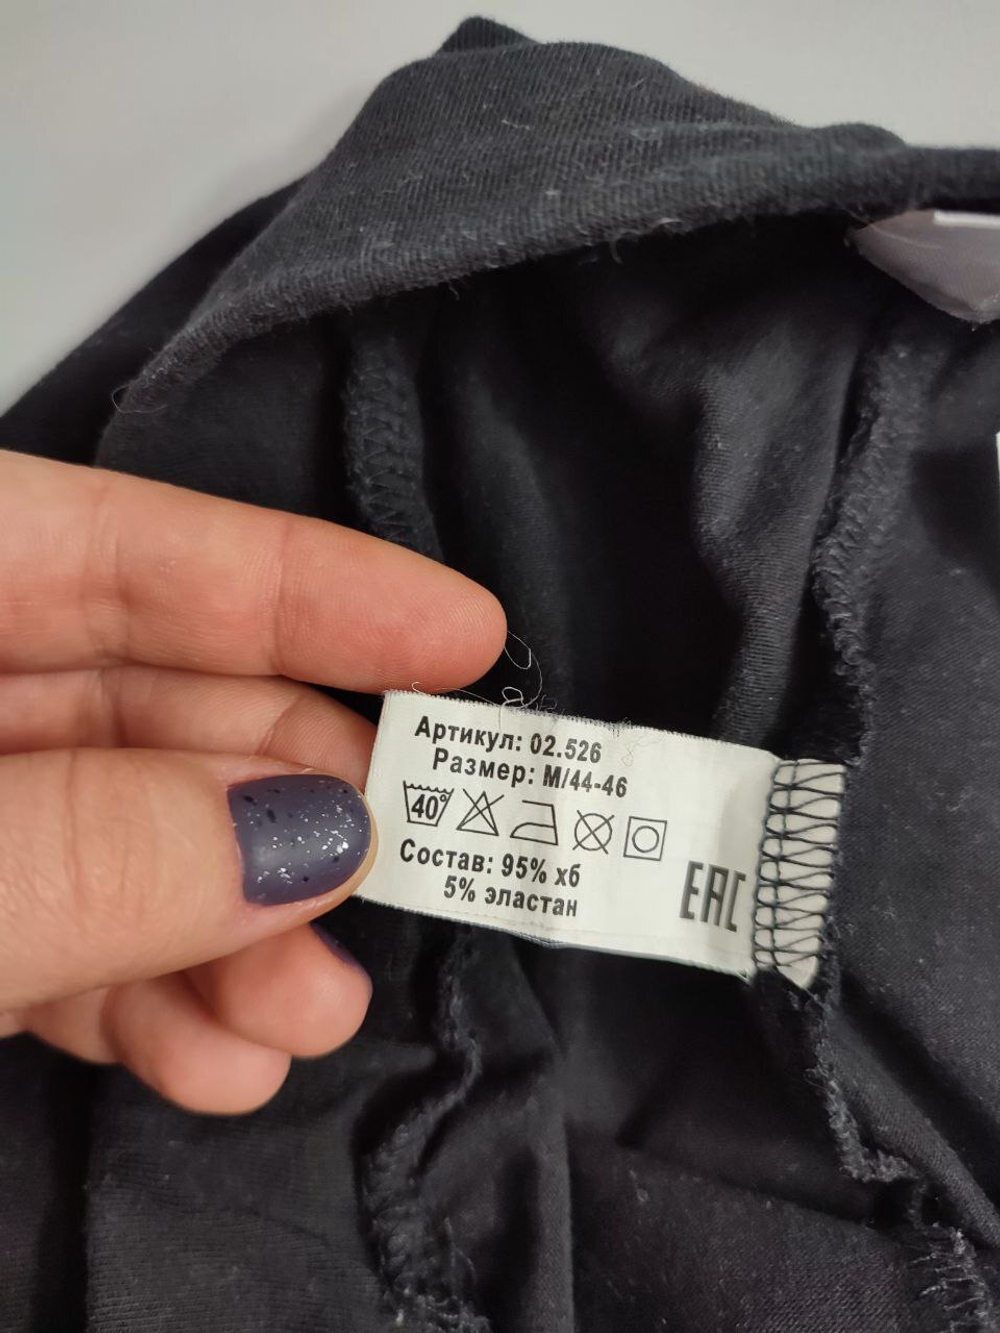 Артикул: 02.526
Размер: M/44-46
40°
Состав: 95% хб
5% эластан
ЕАС